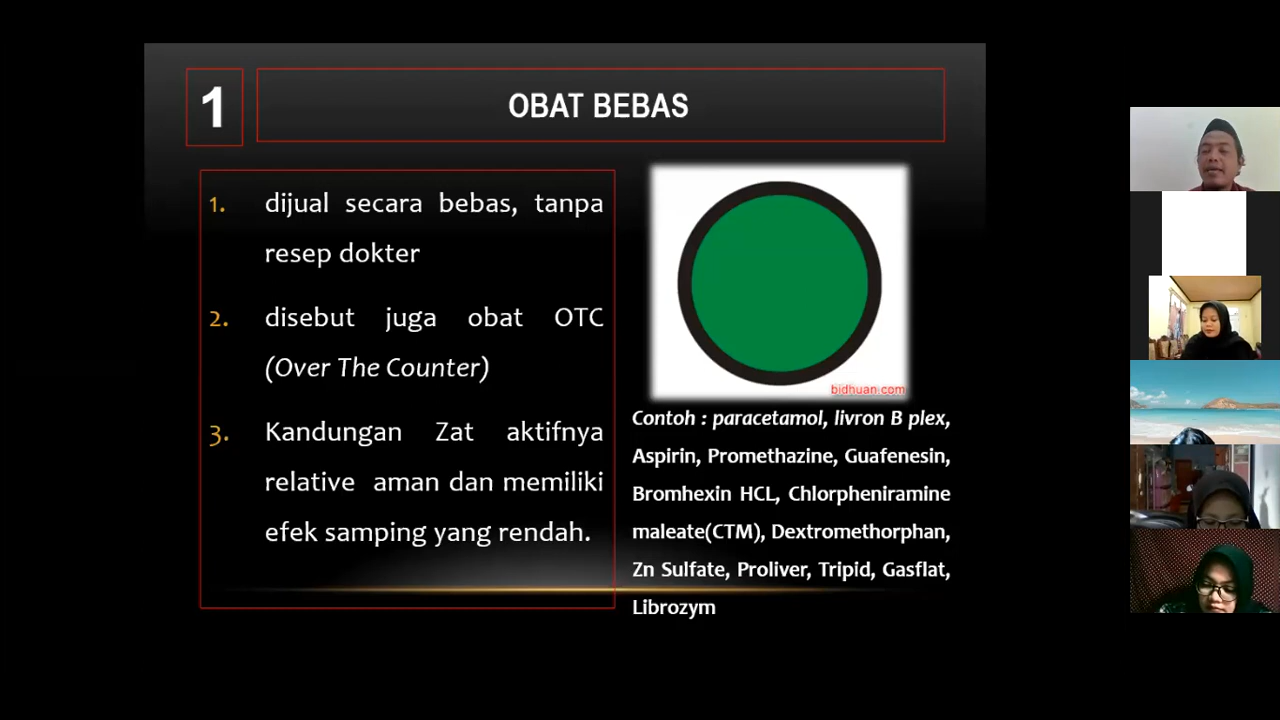 1
OBAT BEBAS
1. dijual secara bebas, tanpa
resep dokter
2. disebut juga obat OTC
(Over The Counter)
3. Kandungan Zat aktifnya
relative aman dan memiliki
efek samping yang rendah.
bidhuan.com
Contoh : paracetamol, livron B plex,
Aspirin, Promethazine, Guafenesin,
Bromhexin HCL, Chlorpheniramine
maleate(CTM), Dextromethorphan,
Zn Sulfate, Proliver, Tripid, Gasflat,
Librozym